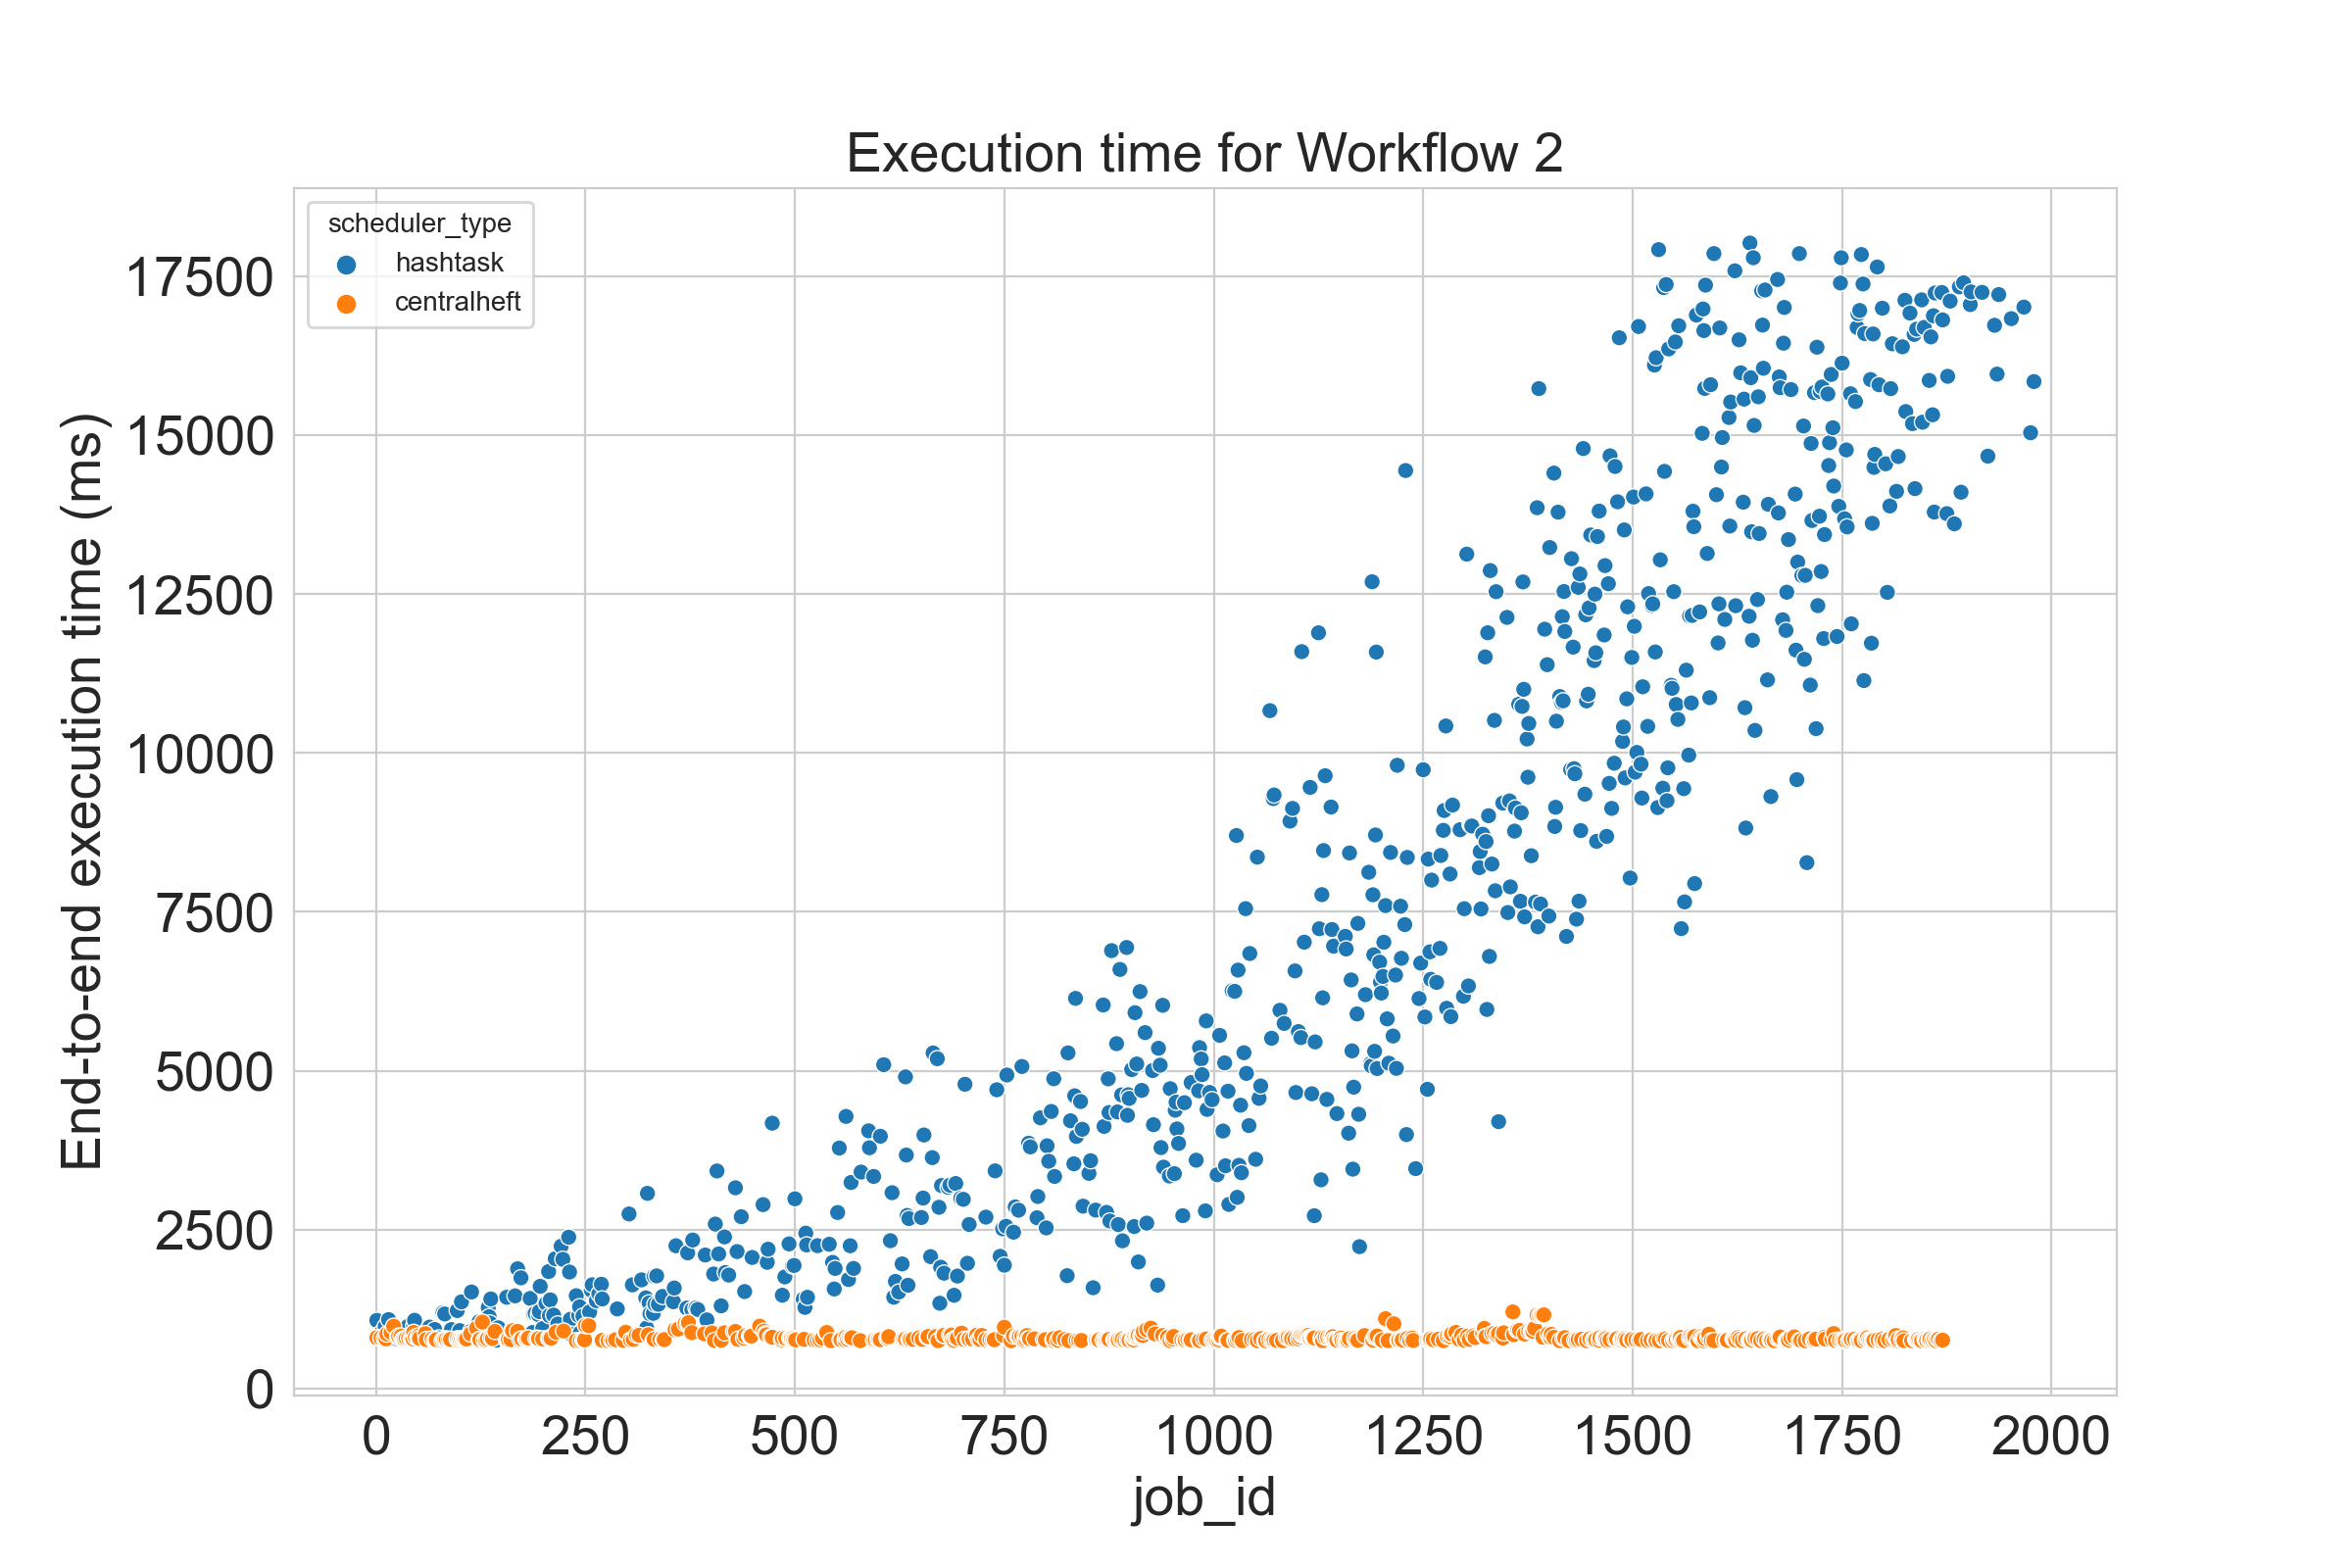 Execution time for Workflow 2
scheduler_type
hashtask
centralheft
End-to-end execution time (ms)
17500
15000
12500
10000
7500
5000
2500
0
0 250 500 750 1000 1250 1500 1750 2000
job_id